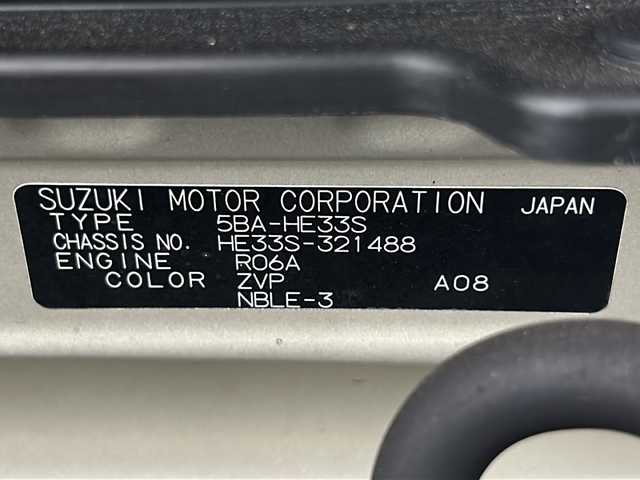 SUZUKI MOTOR CORPORATION JAPAN
TYPE 5BA-HE33S
CHASSIS NO. HE33S-321488
ENGINE R06A
COLOR ZVP A08
NBLE-3